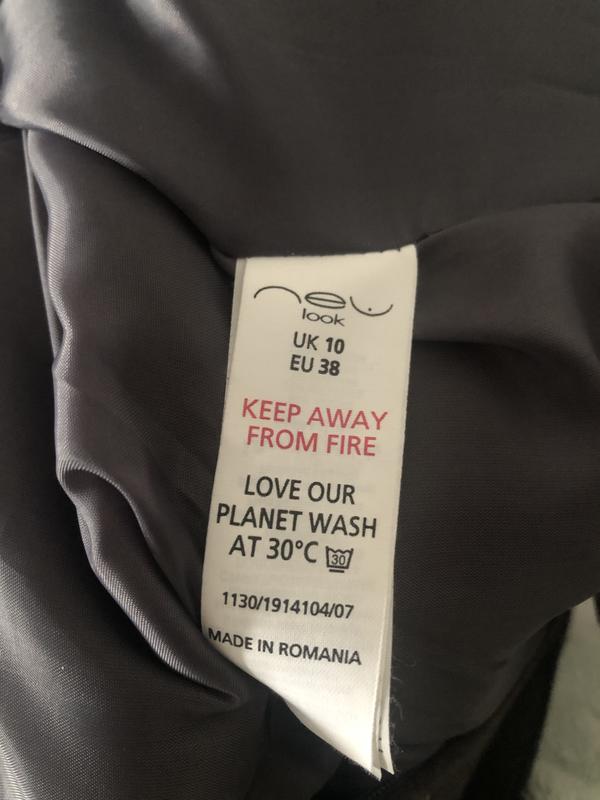 new
look
UK 10
EU 38
KEEP AWAY
FROM FIRE
LOVE OUR
PLANET WASH
AT 30°C 30
1130/1914104/07
MADE IN ROMANIA